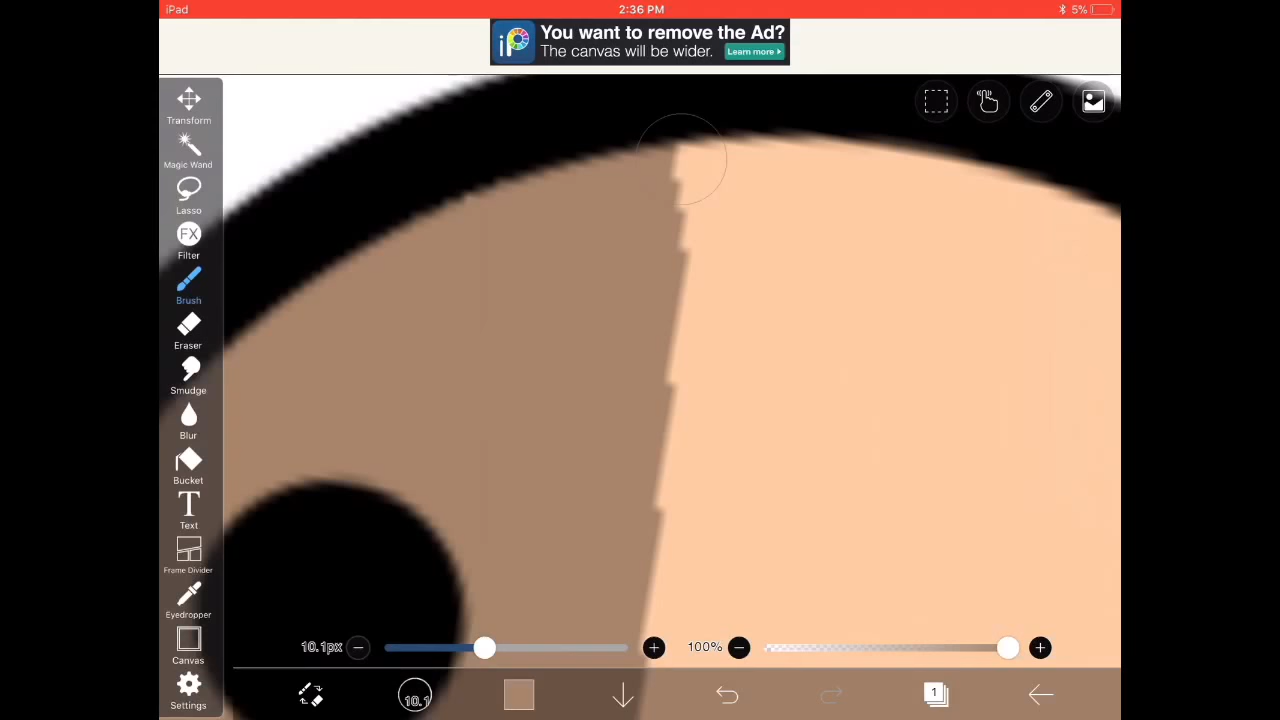 iPad
2:36 PM
5%
iP
You want to remove the Ad?
The canvas will be wider.
Learn more
Transform
Magic Wand
Lasso
FX
Filter
Brush
Eraser
Smudge
Blur
Bucket
T
Text
Frame Divider
Eyedropper
Canvas
Settings
10.1px
100%
10.1
1